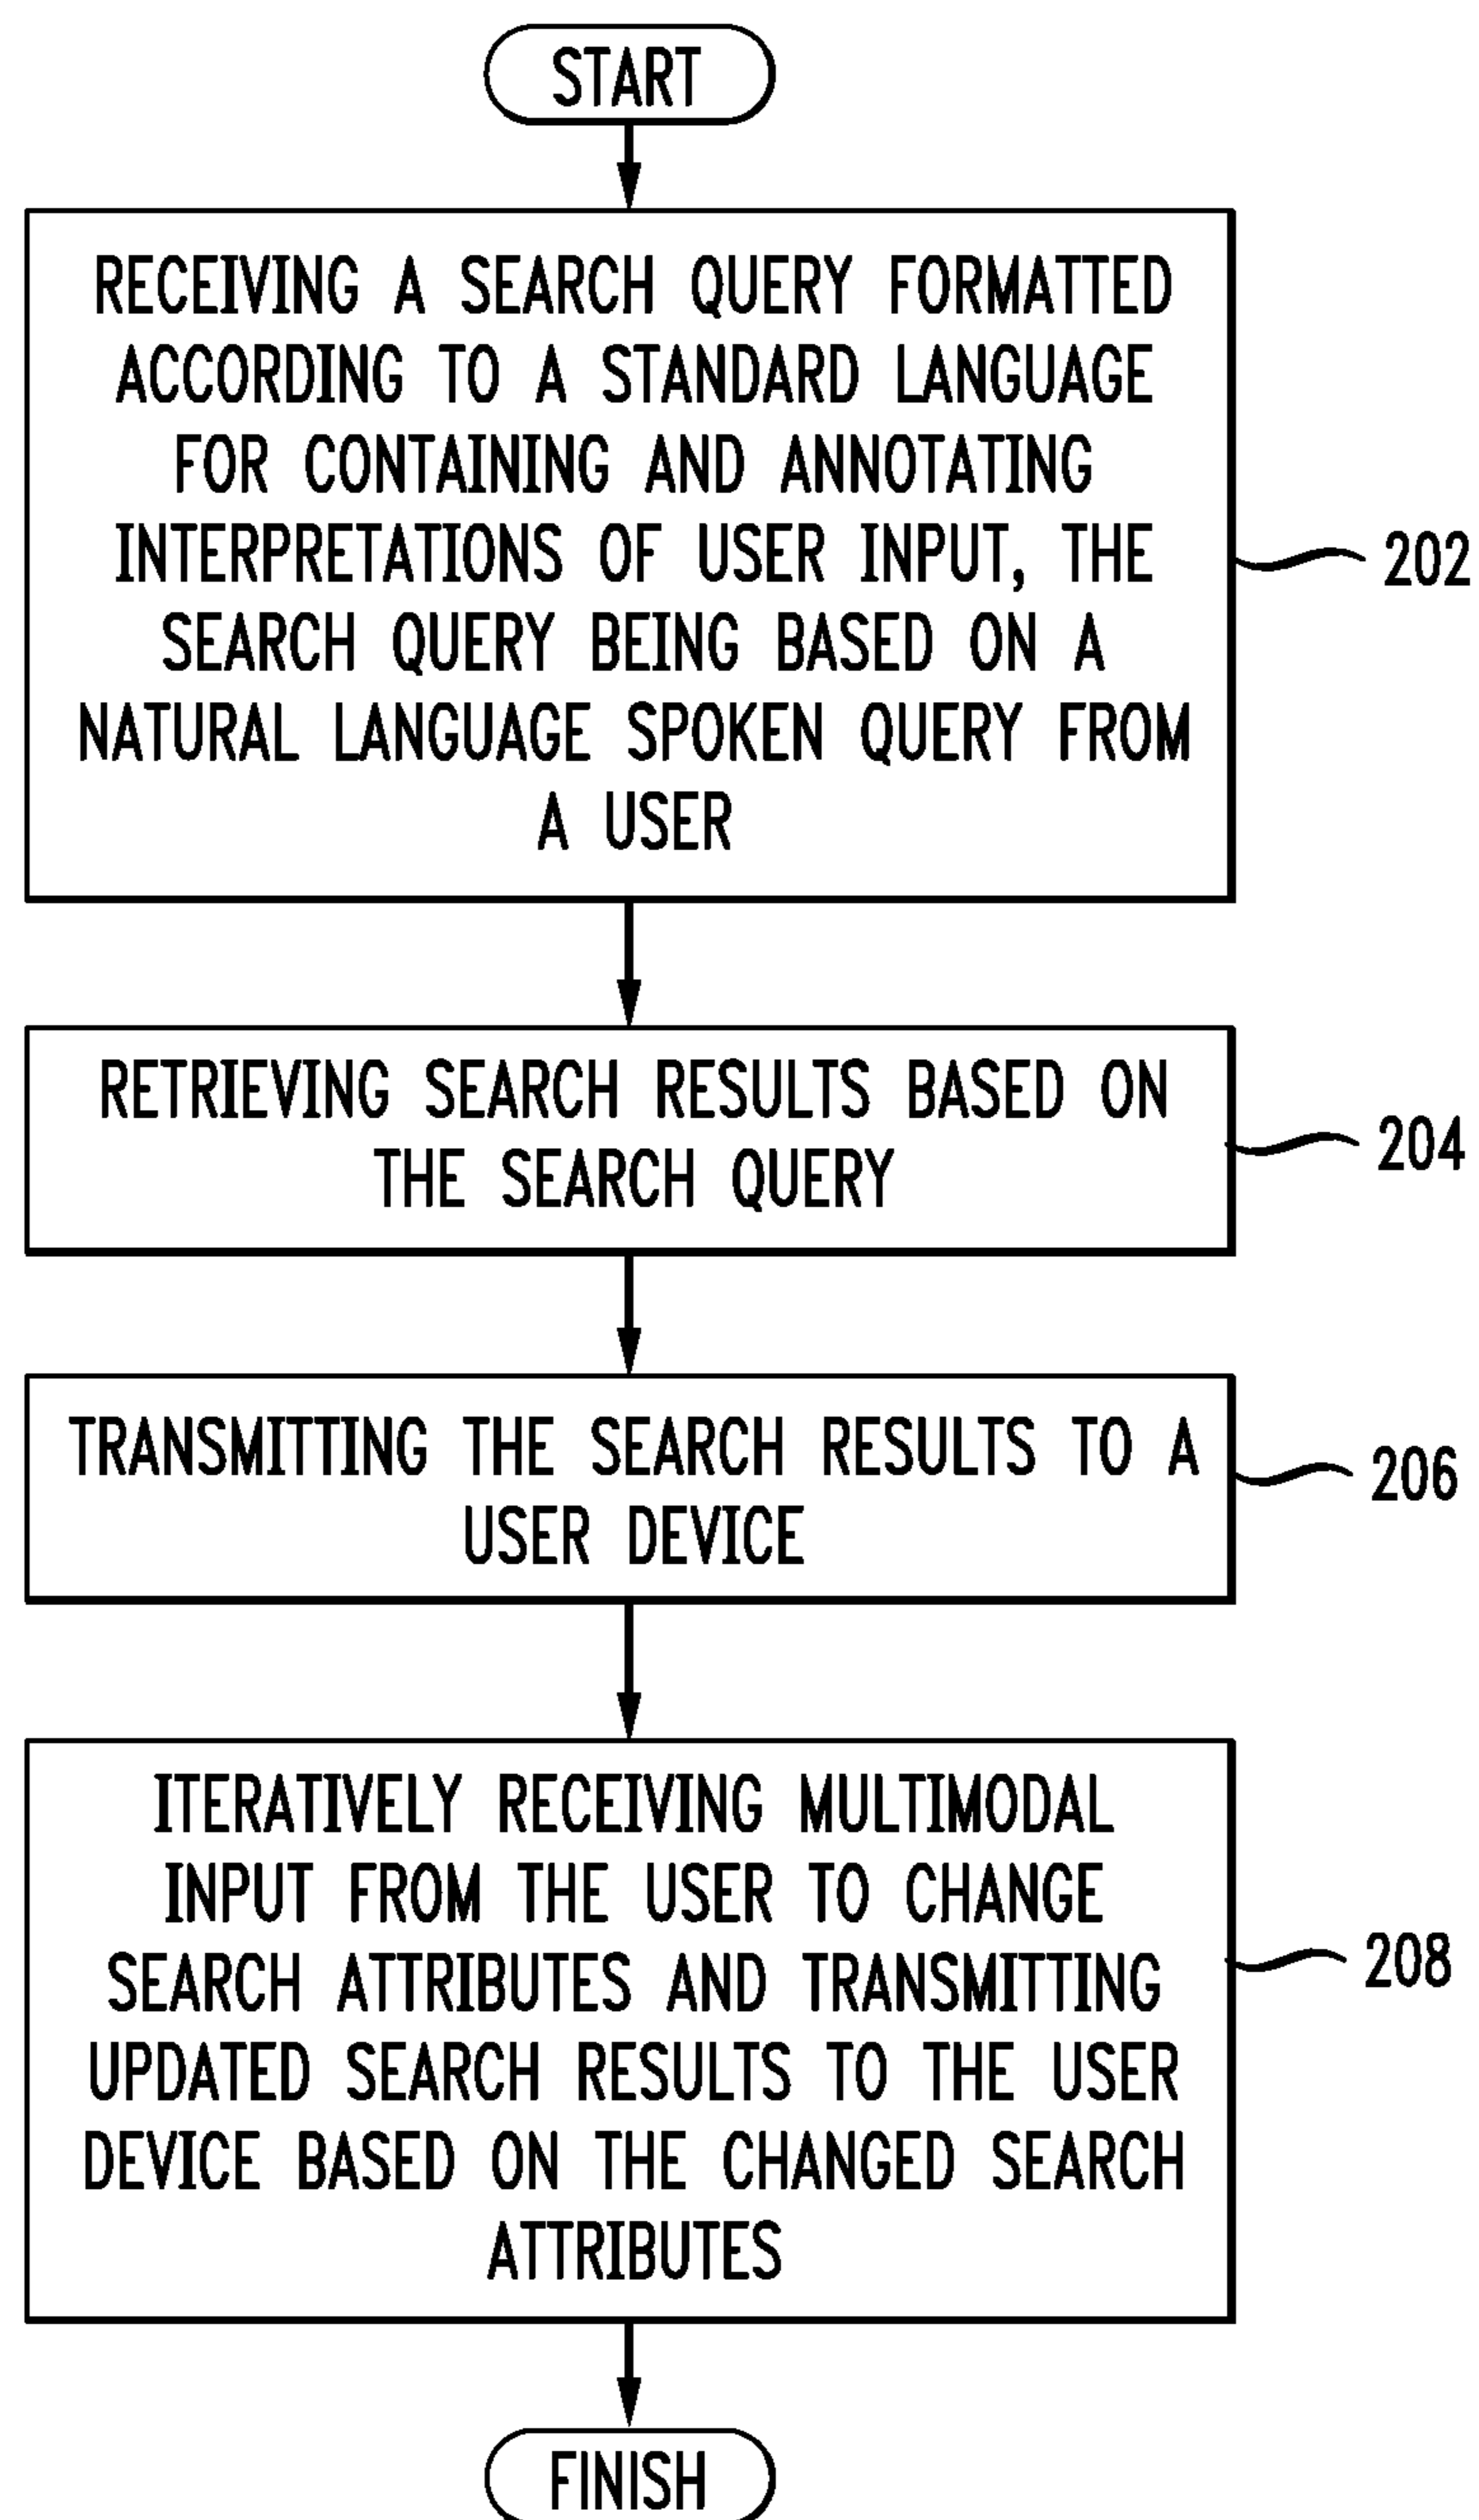 START
RECEIVING A SEARCH QUERY FORMATTED
ACCORDING TO A STANDARD LANGUAGE
FOR CONTAINING AND ANNOTATING
INTERPRETATIONS OF USER INPUT, THE
SEARCH QUERY BEING BASED ON A
NATURAL LANGUAGE SPOKEN QUERY FROM
A USER
202
RETRIEVING SEARCH RESULTS BASED ON
THE SEARCH QUERY
204
TRANSMITTING THE SEARCH RESULTS TO A
USER DEVICE
206
ITERATIVELY RECEIVING MULTIMODAL
INPUT FROM THE USER TO CHANGE
SEARCH ATTRIBUTES AND TRANSMITTING
UPDATED SEARCH RESULTS TO THE USER
DEVICE BASED ON THE CHANGED SEARCH
ATTRIBUTES
208
FINISH